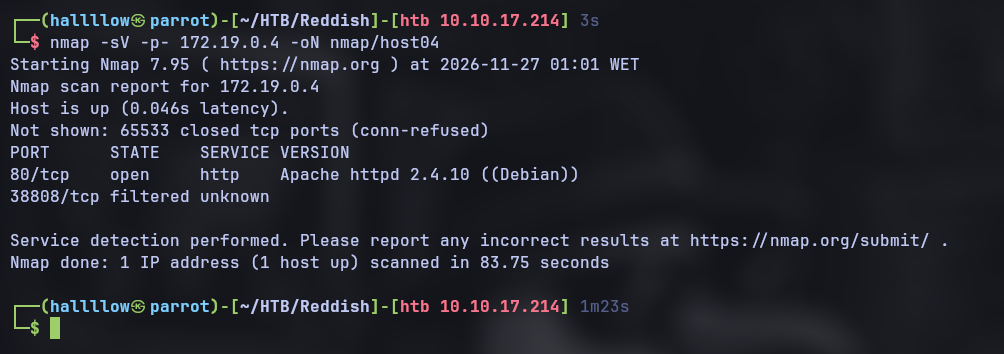 ┌──(hallllow㉿parrot)-[~/HTB/Reddish]-[htb 10.10.17.214] 3s
└─$ nmap -sV -p- 172.19.0.4 -oN nmap/host04
Starting Nmap 7.95 ( https://nmap.org ) at 2026-11-27 01:01 WET
Nmap scan report for 172.19.0.4
Host is up (0.046s latency).
Not shown: 65533 closed tcp ports (conn-refused)
PORT      STATE    SERVICE VERSION
80/tcp    open     http    Apache httpd 2.4.10 ((Debian))
38808/tcp filtered unknown

Service detection performed. Please report any incorrect results at https://nmap.org/submit/ .
Nmap done: 1 IP address (1 host up) scanned in 83.75 seconds

┌──(hallllow㉿parrot)-[~/HTB/Reddish]-[htb 10.10.17.214] 1m23s
└─$